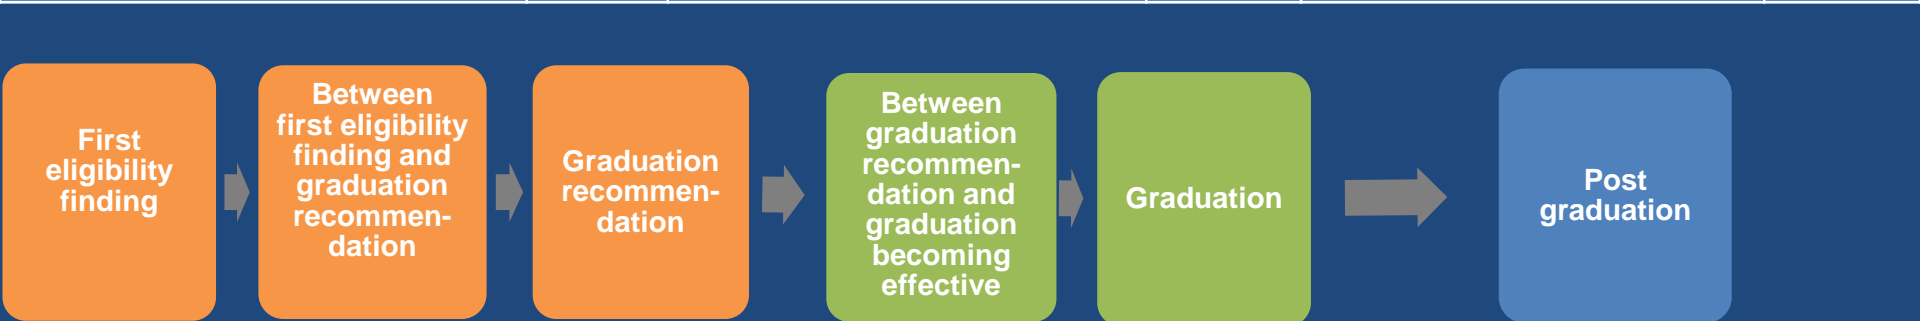 First
eligibility
finding
Between
first eligibility
finding and
graduation
recommen-
dation
Graduation
recommen-
dation
Between
graduation
recommen-
dation and
graduation
becoming
effective
Graduation
Post
graduation